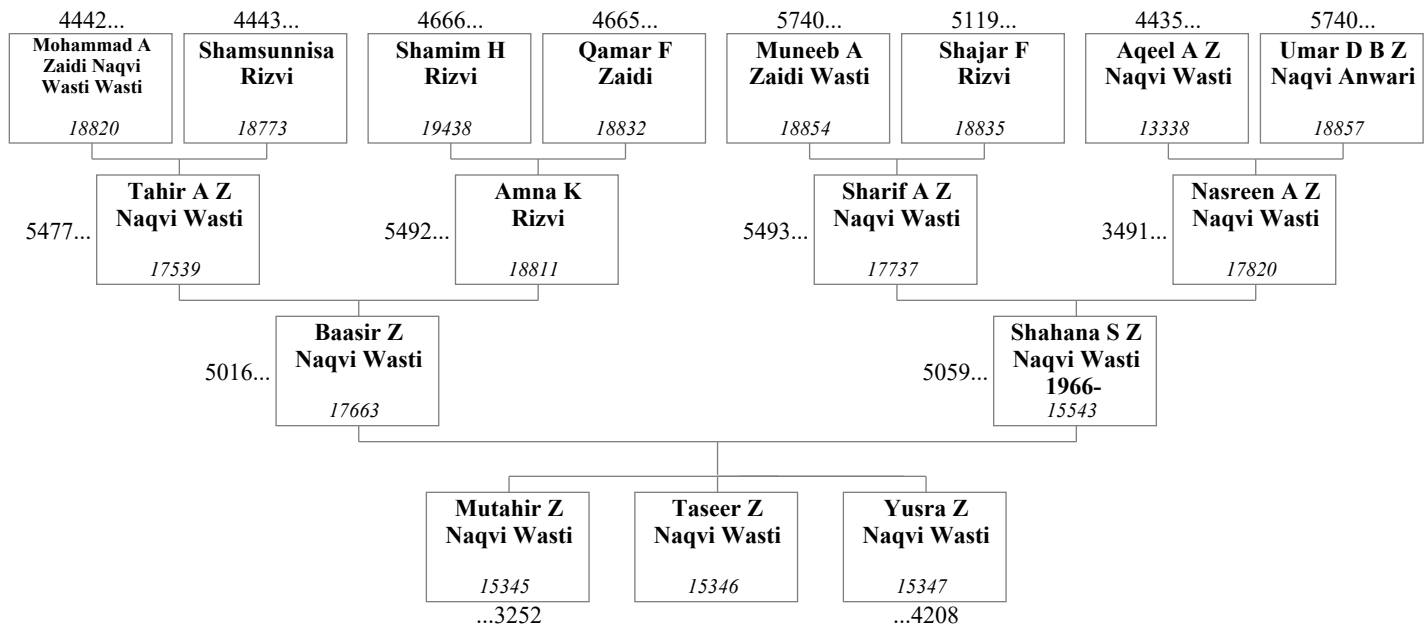 4442...
4443...
4666...
4665...
5740...
5119...
4435...
5740...
Mohammad A
Zaidi Naqvi
Wasti Wasti
18820
Shamsunnisa
Rizvi
18773
Shamim H
Rizvi
19438
Qamar F
Zaidi
18832
Muneeb A
Zaidi Wasti
18854
Shajar F
Rizvi
18835
Aqeel A Z
Naqvi Wasti
13338
Umar D B Z
Naqvi Anwari
18857
5477...
Tahir A Z
Naqvi Wasti
17539
5492...
Amna K
Rizvi
18811
5493...
Sharif A Z
Naqvi Wasti
17737
3491...
Nasreen A Z
Naqvi Wasti
17820
5016...
Baasir Z
Naqvi Wasti
17663
5059...
Shahana S Z
Naqvi Wasti
1966-
15543
Mutahir Z
Naqvi Wasti
15345
...3252
Taseer Z
Naqvi Wasti
15346
Yusra Z
Naqvi Wasti
15347
...4208